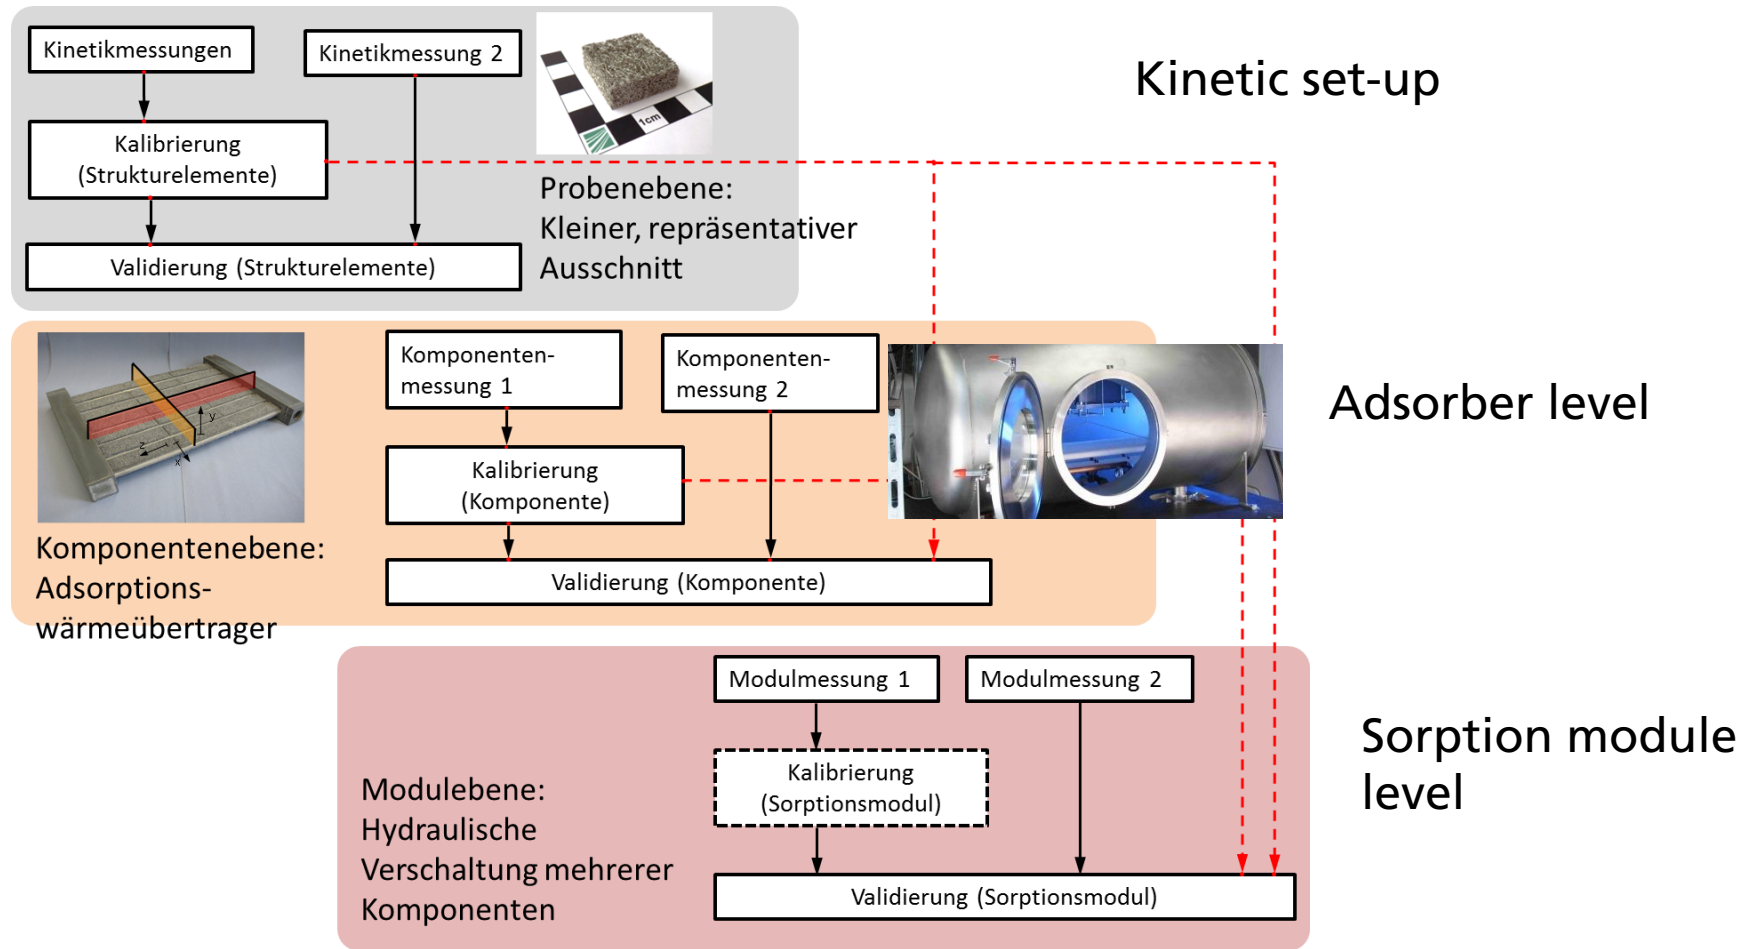 Kinetikmessungen
Kinetikmessung 2
Kinetic set-up
1cm
Kalibrierung
(Strukturelemente)
Probenebene:
Kleiner, repräsentativer
Ausschnitt
Validierung (Strukturelemente)
Komponenten-
messung 1
Komponenten-
messung 2
Adsorber level
y
z
x
Kalibrierung
(Komponente)
Komponentenebene:
Adsorptions-
wärmeübertrager
Validierung (Komponente)
Modulmessung 1
Modulmessung 2
Sorption module
level
Kalibrierung
(Sorptionsmodul)
Modulebene:
Hydraulische
Verschaltung mehrerer
Komponenten
Validierung (Sorptionsmodul)